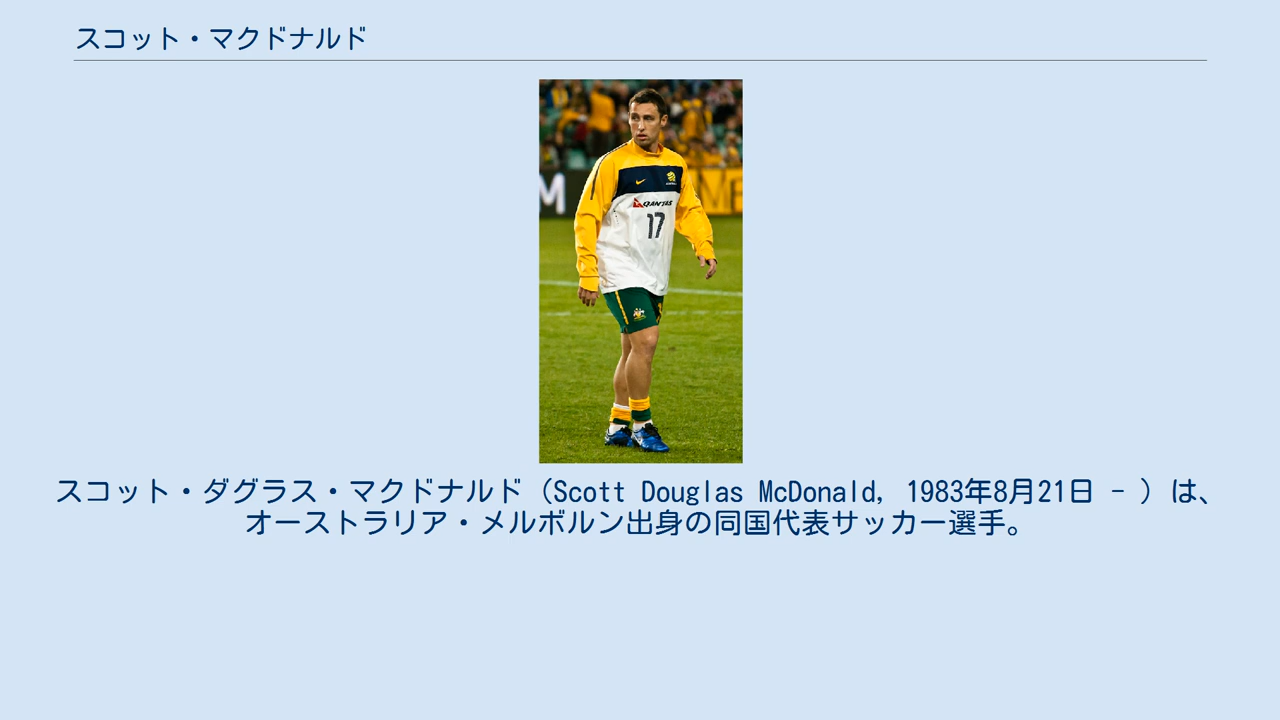 スコット・マクドナルド
M
ME
QANTAS
17
スコット・ダグラス・マクドナルド（Scott Douglas McDonald, 1983年8月21日 - ）は、
オーストラリア・メルボルン出身の同国代表サッカー選手。